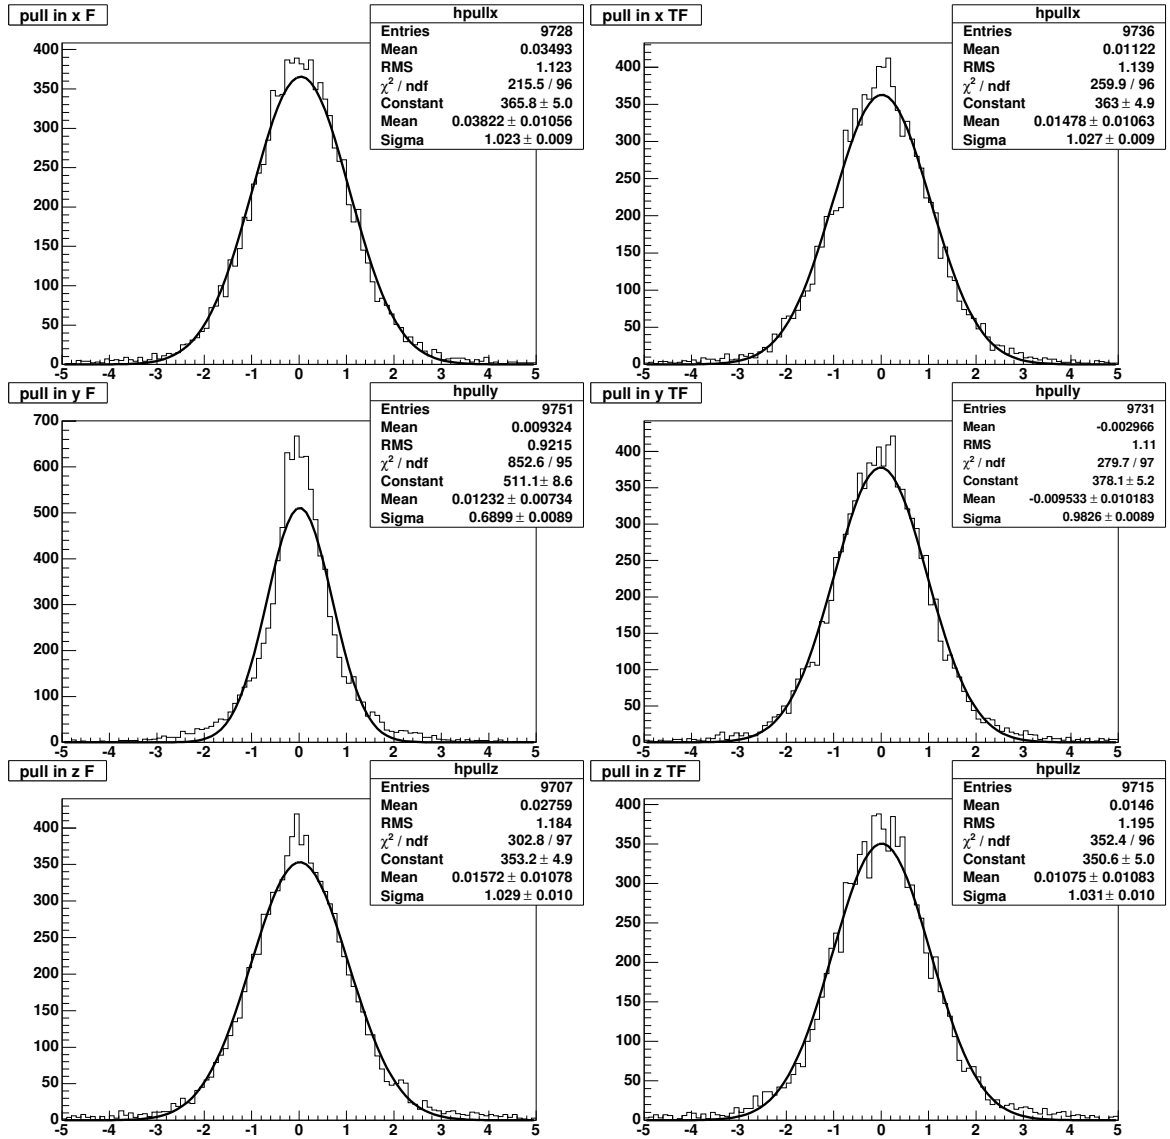 pull in x F
hpullx
Entries 9728
Mean 0.03493
RMS 1.123
χ² / ndf 215.5 / 96
Constant 365.8 ± 5.0
Mean 0.03822 ± 0.01056
Sigma 1.023 ± 0.009
400
350
300
250
200
150
100
50
0
-5 -4 -3 -2 -1 0 1 2 3 4 5
pull in x TF
hpullx
Entries 9736
Mean 0.01122
RMS 1.139
χ² / ndf 259.9 / 96
Constant 363 ± 4.9
Mean 0.01478 ± 0.01063
Sigma 1.027 ± 0.009
400
350
300
250
200
150
100
50
0
-5 -4 -3 -2 -1 0 1 2 3 4 5
pull in y F
hpully
Entries 9751
Mean 0.009324
RMS 0.9215
χ² / ndf 852.6 / 95
Constant 511.1 ± 8.6
Mean 0.01232 ± 0.00734
Sigma 0.6899 ± 0.0089
700
600
500
400
300
200
100
0
-5 -4 -3 -2 -1 0 1 2 3 4 5
pull in y TF
hpully
Entries 9731
Mean -0.002966
RMS 1.11
χ² / ndf 279.7 / 97
Constant 378.1 ± 5.2
Mean -0.009533 ± 0.010183
Sigma 0.9826 ± 0.0089
400
350
300
250
200
150
100
50
0
-5 -4 -3 -2 -1 0 1 2 3 4 5
pull in z F
hpullz
Entries 9707
Mean 0.02759
RMS 1.184
χ² / ndf 302.8 / 97
Constant 353.2 ± 4.9
Mean 0.01572 ± 0.01078
Sigma 1.029 ± 0.010
400
350
300
250
200
150
100
50
0
-5 -4 -3 -2 -1 0 1 2 3 4 5
pull in z TF
hpullz
Entries 9715
Mean 0.0146
RMS 1.195
χ² / ndf 352.4 / 96
Constant 350.6 ± 5.0
Mean 0.01075 ± 0.01083
Sigma 1.031 ± 0.010
400
350
300
250
200
150
100
50
0
-5 -4 -3 -2 -1 0 1 2 3 4 5